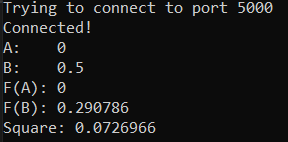 Trying to connect to port 5000
Connected!
A:    0
B:    0.5
F(A): 0
F(B): 0.290786
Square: 0.0726966